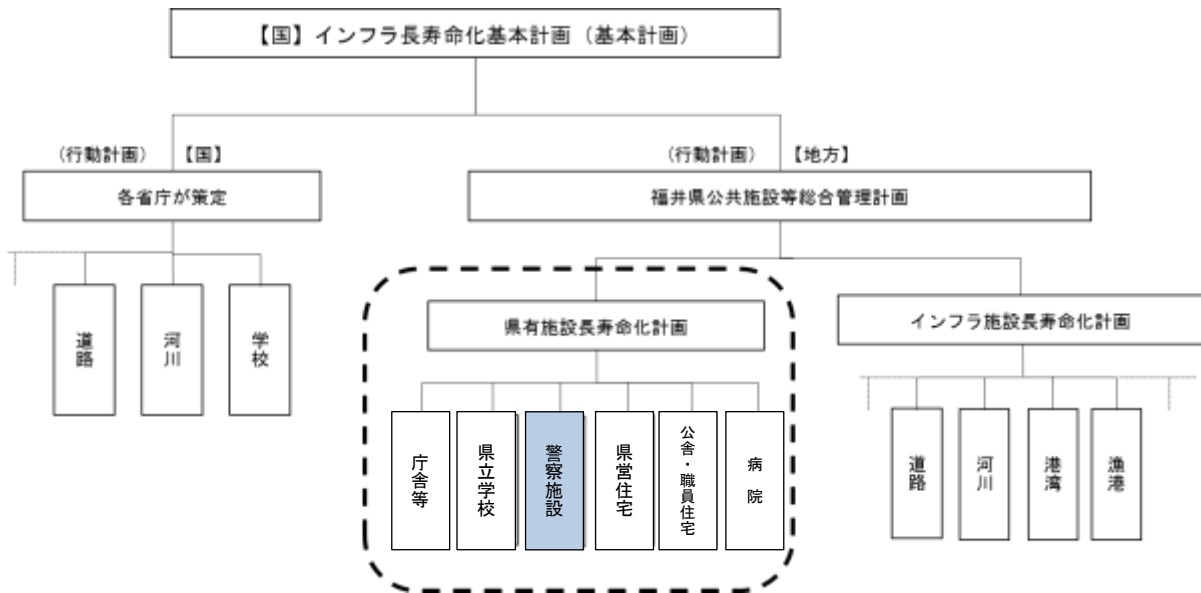 【国】インフラ長寿命化基本計画（基本計画）
（行動計画） 【国】
各省庁が策定
道路
河川
学校
（行動計画） 【地方】
福井県公共施設等総合管理計画
県有施設長寿命化計画
庁舎等
県立学校
警察施設
県営住宅
公舎・職員住宅
病院
インフラ施設長寿命化計画
道路
河川
港湾
漁港